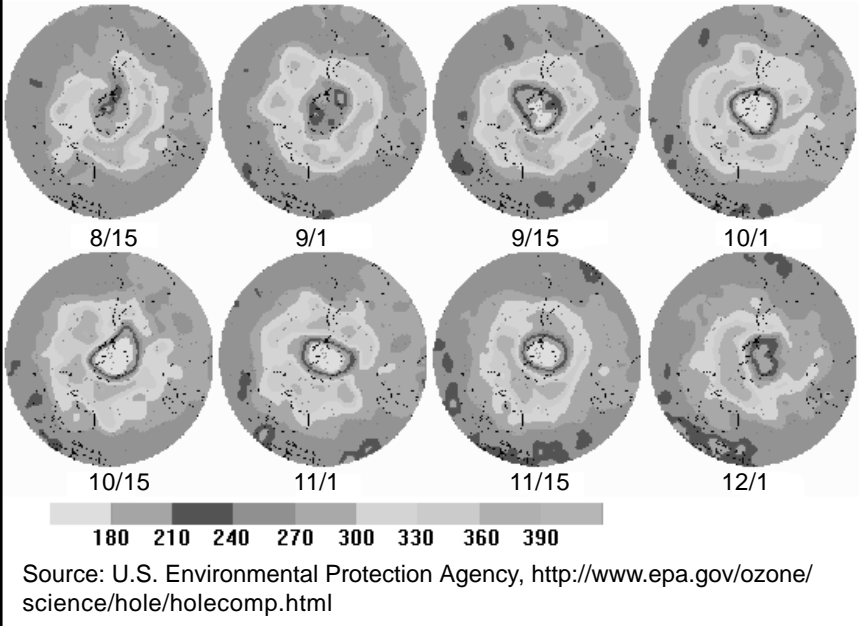 8/15 9/1 9/15 10/1
10/15 11/1 11/15 12/1
180 210 240 270 300 330 360 390
Source: U.S. Environmental Protection Agency, http://www.epa.gov/ozone/
science/hole/holecomp.html